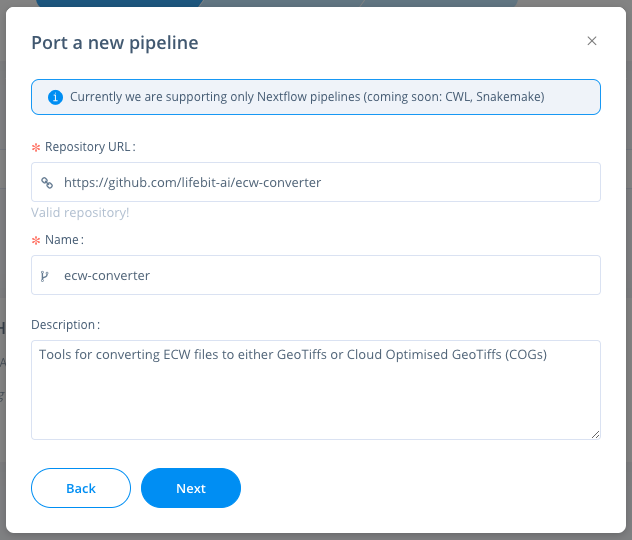 Port a new pipeline
Currently we are supporting only Nextflow pipelines (coming soon: CWL, Snakemake)
* Repository URL:
https://github.com/lifebit-ai/ecw-converter
Valid repository!
* Name:
ecw-converter
Description:
Tools for converting ECW files to either GeoTiffs or Cloud Optimised GeoTiffs (COGs)
Back
Next